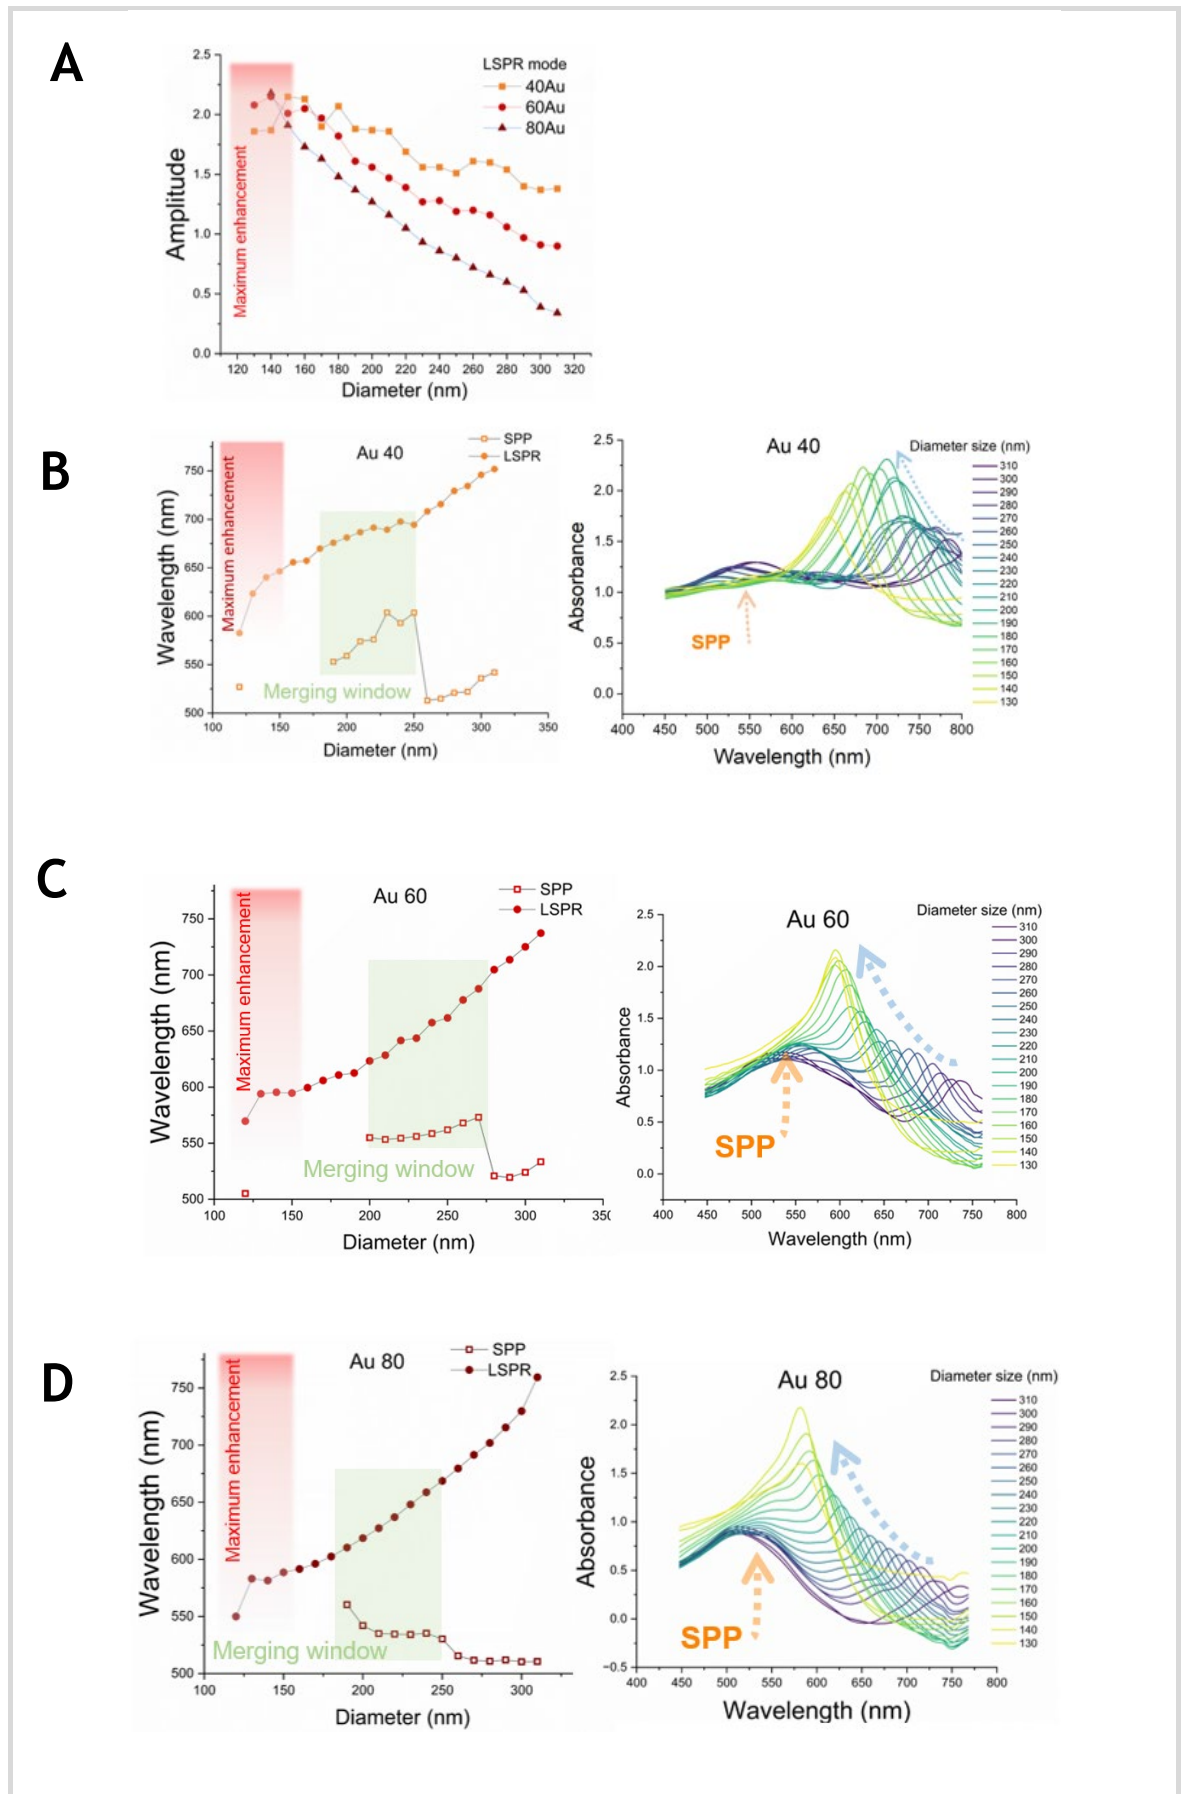 A
2.5
2.0
1.5
1.0
0.5
0.0
Amplitude
Maximum enhancement
LSPR mode
40Au
60Au
80Au
120 140 160 180 200 220 240 260 280 300 320
Diameter (nm)
B
Au 40
SPP
LSPR
750
700
650
600
550
500
Wavelength (nm)
Maximum enhancement
Merging window
100 150 200 250 300 350
Diameter (nm)
Au 40
Diameter size (nm)
310
300
290
280
270
260
250
240
230
220
210
200
190
180
170
160
150
140
130
2.5
2.0
1.5
1.0
0.5
0.0
Absorbance
SPP
400 450 500 550 600 650 700 750 800
Wavelength (nm)
C
Au 60
SPP
LSPR
750
700
650
600
550
500
Wavelength (nm)
Maximum enhancement
Merging window
100 150 200 250 300 350
Diameter (nm)
Au 60
Diameter size (nm)
310
300
290
280
270
260
250
240
230
220
210
200
190
180
170
160
150
140
130
2.5
2.0
1.5
1.0
0.5
0.0
Absorbance
SPP
400 450 500 550 600 650 700 750 800
Wavelength (nm)
D
Au 80
SPP
LSPR
750
700
650
600
550
500
Wavelength (nm)
Maximum enhancement
Merging window
100 150 200 250 300
Diameter (nm)
Au 80
Diameter size (nm)
310
300
290
280
270
260
250
240
230
220
210
200
190
180
170
160
150
140
130
2.5
2.0
1.5
1.0
0.5
0.0
−0.5
Absorbance
SPP
400 450 500 550 600 650 700 750 800
Wavelength (nm)